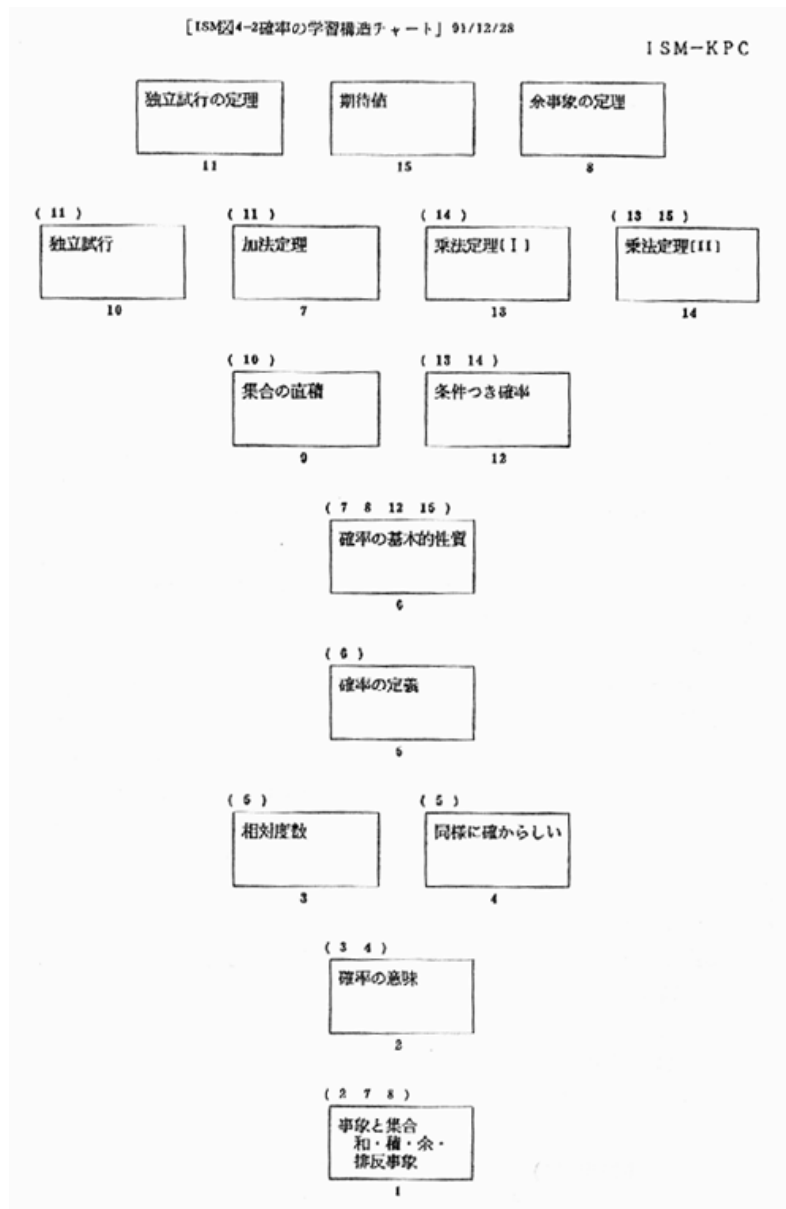 ［ISM図4-2確率の学習構造チャート］ 91/12/28
ISM-KPC
独立試行の定理
期待値
余事象の定理
11
15
8
( 11 )
( 11 )
( 14 )
( 13 15 )
独立試行
加法定理
乗法定理[I]
乗法定理[II]
10
7
13
14
( 10 )
( 13 14 )
集合の直積
条件つき確率
9
12
( 7 8 12 15 )
確率の基本的性質
6
( 6 )
確率の定義
5
( 5 )
( 5 )
相対度数
同様に確からしい
3
4
( 3 4 )
確率の意味
2
( 2 7 8 )
事象と集合
和・積・余・
排反事象
1